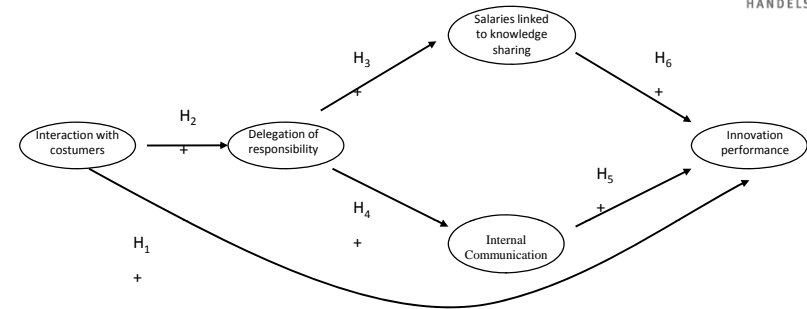 HANDELS
Salaries linked
to knowledge
sharing
H3
+
H6
+
H2
+
Interaction with
costumers
Delegation of
responsibility
Innovation
performance
H5
+
H4
+
Internal
Communication
H1
+